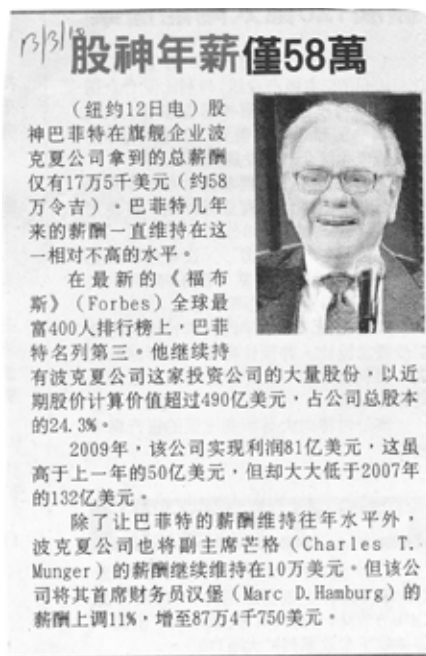 13/3/10
股神年薪僅58萬
（纽约12日电）股
神巴菲特在旗舰企业波
克夏公司拿到的总薪酬
仅有17万5千美元（约58
万令吉）。巴菲特几年
来的薪酬一直维持在这
一相对不高的水平。
在最新的《福布
斯》（Forbes）全球最
富400人排行榜上，巴菲
特名列第三。他继续持
有波克夏公司这家投资公司的大量股份，以近
期股价计算价值超过490亿美元，占公司总股本
的24.3%。
2009年，该公司实现利润81亿美元，这虽
高于上一年的50亿美元，但却大大低于2007年
的132亿美元。
除了让巴菲特的薪酬维持往年水平外，
波克夏公司也将副主席芒格（Charles T.
Munger）的薪酬继续维持在10万美元。但该公
司将其首席财务员汉堡（Marc D.Hamburg）的
薪酬上调11%，增至87万4千750美元。